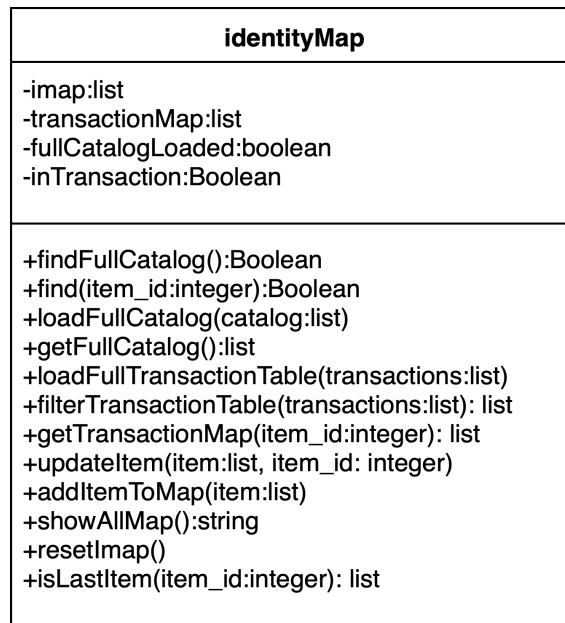 identityMap
-imap:list
-transactionMap:list
-fullCatalogLoaded:boolean
-inTransaction:Boolean
+findFullCatalog():Boolean
+find(item_id:integer):Boolean
+loadFullCatalog(catalog:list)
+getFullCatalog():list
+loadFullTransactionTable(transactions:list)
+filterTransactionTable(transactions:list): list
+getTransactionMap(item_id:integer): list
+updateItem(item:list, item_id: integer)
+addItemToMap(item:list)
+showAllMap():string
+resetImap()
+isLastItem(item_id:integer): list